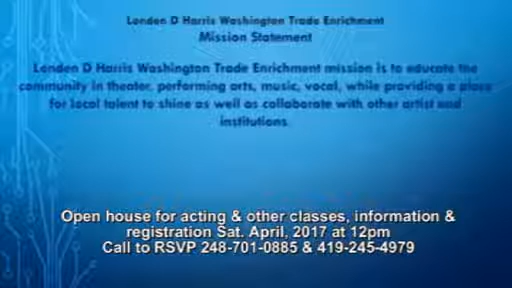 Londen D Harris Washington Trade Enrichment
Mission Statement
Londen D Harris Washington Trade Enrichment mission is to educate the
community in theater, performing arts, music, vocal, while providing a place
for local talent to shine as well as collaborate with other artist and
institutions.
Open house for acting & other classes, information &
registration Sat. April, 2017 at 12pm
Call to RSVP 248-701-0885 & 419-245-4979